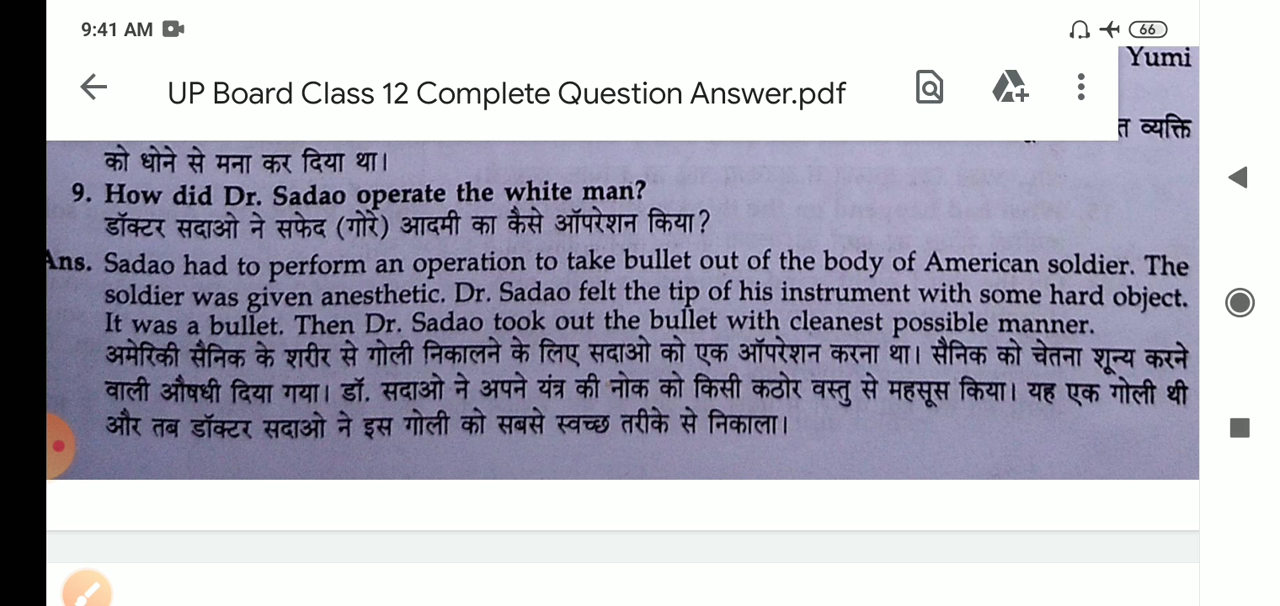 9:41 AM
66
Yumi
UP Board Class 12 Complete Question Answer.pdf
व्यक्ति
को धोने से मना कर दिया था।
9. How did Dr. Sadao operate the white man?
डॉक्टर सदाओ ने सफेद (गोरे) आदमी का कैसे ऑपरेशन किया?
Ans. Sadao had to perform an operation to take bullet out of the body of American soldier. The
soldier was given anesthetic. Dr. Sadao felt the tip of his instrument with some hard object.
It was a bullet. Then Dr. Sadao took out the bullet with cleanest possible manner.
अमेरिकी सैनिक के शरीर से गोली निकालने के लिए सदाओ को एक ऑपरेशन करना था। सैनिक को चेतना शून्य करने
वाली औषधी दिया गया। डॉ. सदाओ ने अपने यंत्र की नोक को किसी कठोर वस्तु से महसूस किया। यह एक गोली थी
और तब डॉक्टर सदाओ ने इस गोली को सबसे स्वच्छ तरीके से निकाला।